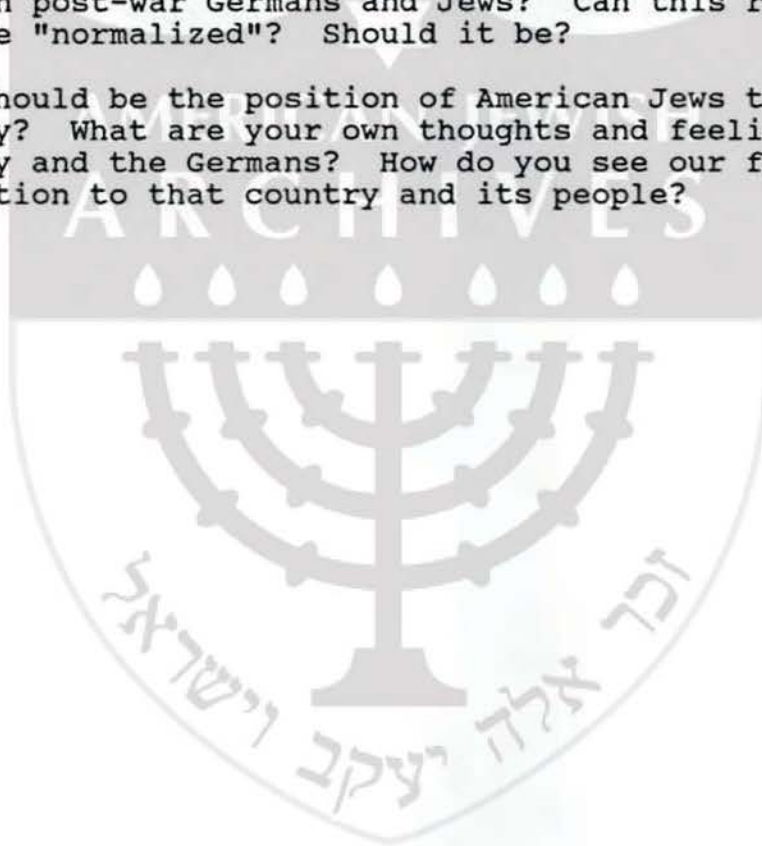 n post-war Germans and Jews? Can this r
e "normalized"? Should it be?
hould be the position of American Jews t
y? What are your own thoughts and feeli
y and the Germans? How do you see our f
tion to that country and its people?
AMERICAN JEWISH
ARCHIVES
זכר אלה יעקב וישראל